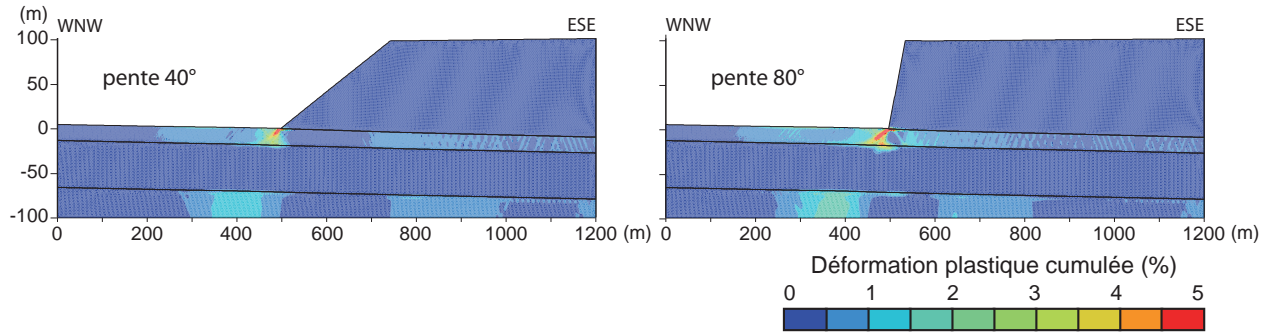 (m)
WNW
ESE
100
50
0
-50
-100
pente 40°
0 200 400 600 800 1000 1200 (m)
WNW
ESE
pente 80°
0 200 400 600 800 1000 1200 (m)
Déformation plastique cumulée (%)
0 1 2 3 4 5